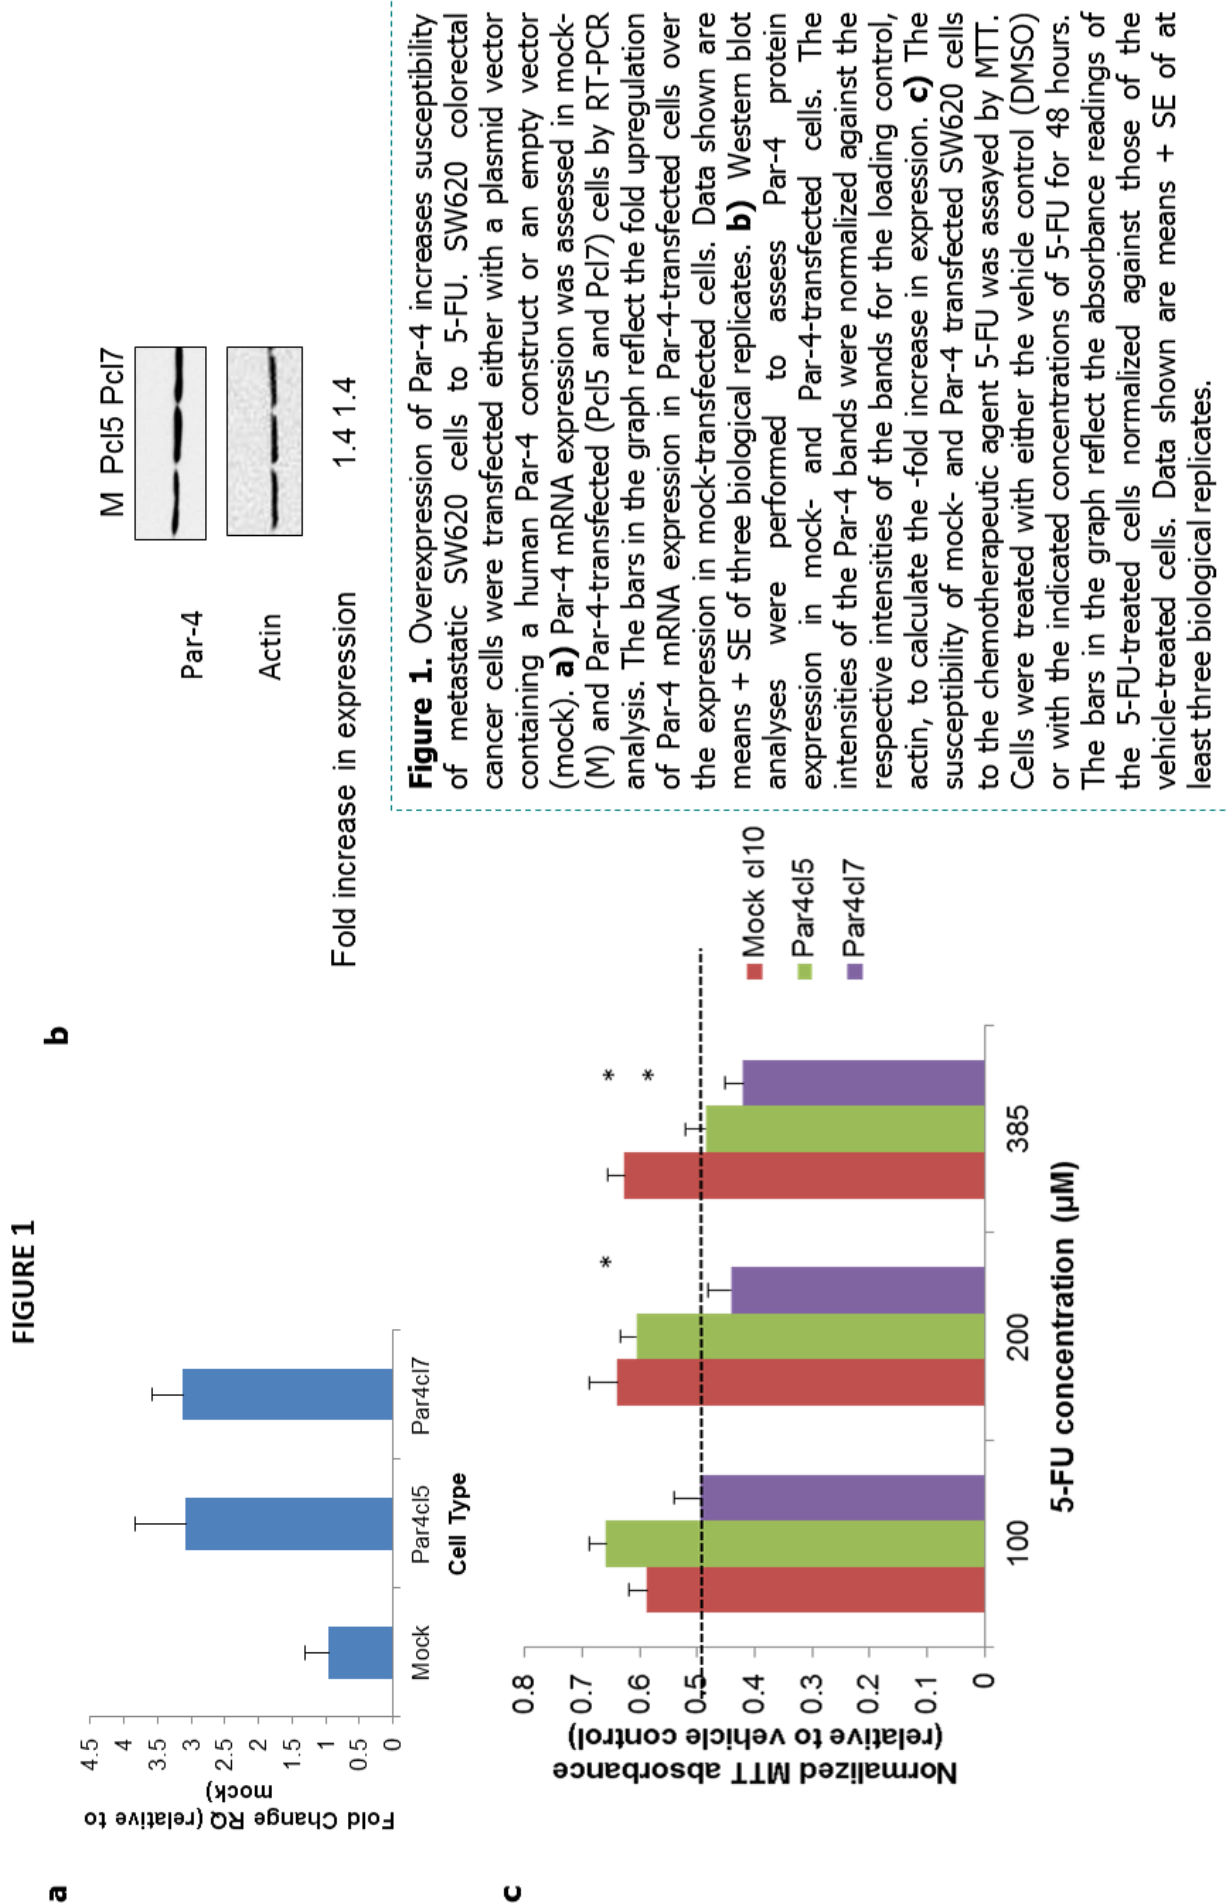 FIGURE 1
a
4.5
4
3.5
3
2.5
2
1.5
1
0.5
0
Fold Change RQ (relative to
mock)
Mock
Par4cl5
Par4cl7
Cell Type
b
M Pcl5 Pcl7
Par-4
Actin
Fold increase in expression 1.4 1.4
c
0.8
0.7
0.6
0.5
0.4
0.3
0.2
0.1
0
Normalized MTT absorbance
(relative to vehicle control)
*
*
*
100
200
385
5-FU concentration (µM)
Mock cl10
Par4cl5
Par4cl7
Figure 1. Overexpression of Par-4 increases susceptibility
of metastatic SW620 cells to 5-FU. SW620 colorectal
cancer cells were transfected either with a plasmid vector
containing a human Par-4 construct or an empty vector
(mock). a) Par-4 mRNA expression was assessed in mock-
(M) and Par-4-transfected (Pcl5 and Pcl7) cells by RT-PCR
analysis. The bars in the graph reflect the fold upregulation
of Par-4 mRNA expression in Par-4-transfected cells over
the expression in mock-transfected cells. Data shown are
means + SE of three biological replicates. b) Western blot
analyses were performed to assess Par-4 protein
expression in mock- and Par-4-transfected cells. The
intensities of the Par-4 bands were normalized against the
respective intensities of the bands for the loading control,
actin, to calculate the -fold increase in expression. c) The
susceptibility of mock- and Par-4 transfected SW620 cells
to the chemotherapeutic agent 5-FU was assayed by MTT.
Cells were treated with either the vehicle control (DMSO)
or with the indicated concentrations of 5-FU for 48 hours.
The bars in the graph reflect the absorbance readings of
the 5-FU-treated cells normalized against those of the
vehicle-treated cells. Data shown are means + SE of at
least three biological replicates.